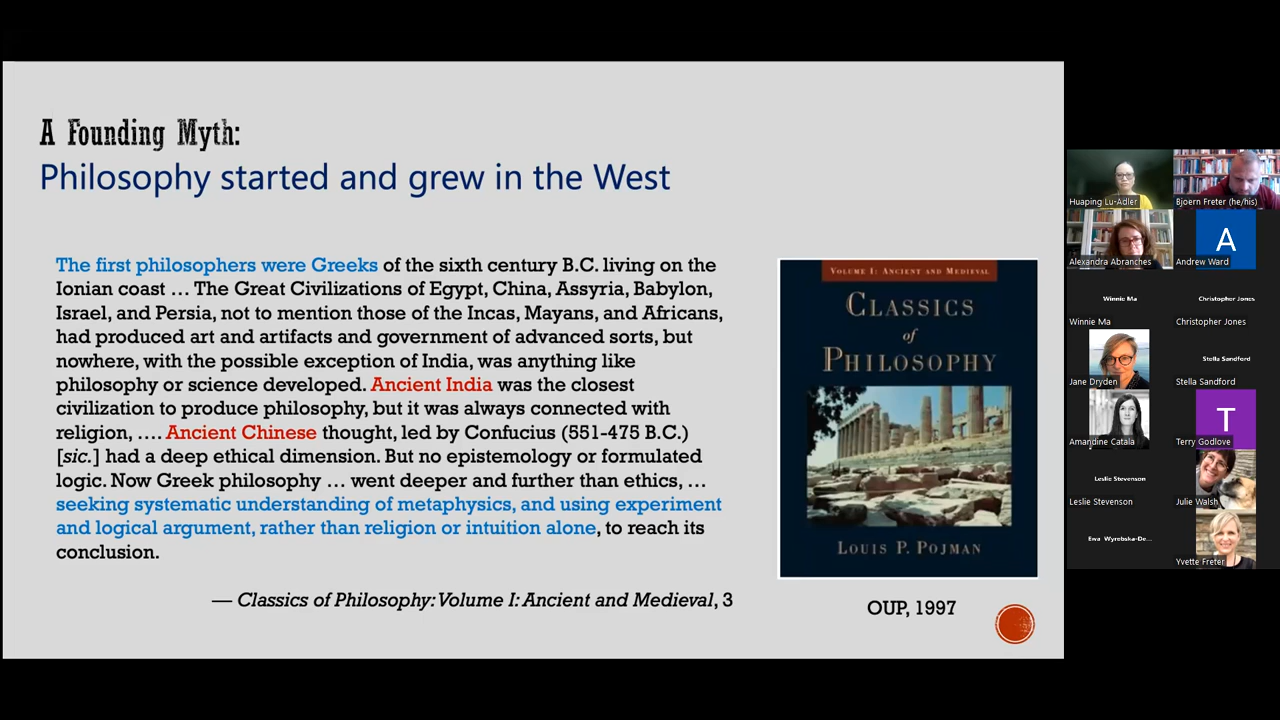 A Founding Myth:
Philosophy started and grew in the West
The first philosophers were Greeks of the sixth century B.C. living on the
Ionian coast … The Great Civilizations of Egypt, China, Assyria, Babylon,
Israel, and Persia, not to mention those of the Incas, Mayans, and Africans,
had produced art and artifacts and government of advanced sorts, but
nowhere, with the possible exception of India, was anything like
philosophy or science developed. Ancient India was the closest
civilization to produce philosophy, but it was always connected with
religion, …. Ancient Chinese thought, led by Confucius (551-475 B.C.)
[sic.] had a deep ethical dimension. But no epistemology or formulated
logic. Now Greek philosophy … went deeper and further than ethics, …
seeking systematic understanding of metaphysics, and using experiment
and logical argument, rather than religion or intuition alone, to reach its
conclusion.
— Classics of Philosophy: Volume I: Ancient and Medieval, 3
VOLUME I: ANCIENT AND MEDIEVAL
CLASSICS
of
PHILOSOPHY
LOUIS P. POJMAN
OUP, 1997
Huaping Lu-Adler
Bjoern Freter (he/his)
Alexandra Abranches
A
Andrew Ward
Winnie Ma
Winnie Ma
Christopher Jones
Christopher Jones
Jane Dryden
Stella Sandford
Stella Sandford
Amandine Catala
T
Terry Godlove
Leslie Stevenson
Leslie Stevenson
Julie Walsh
Ewa Wyrebska-De...
Yvette Freter